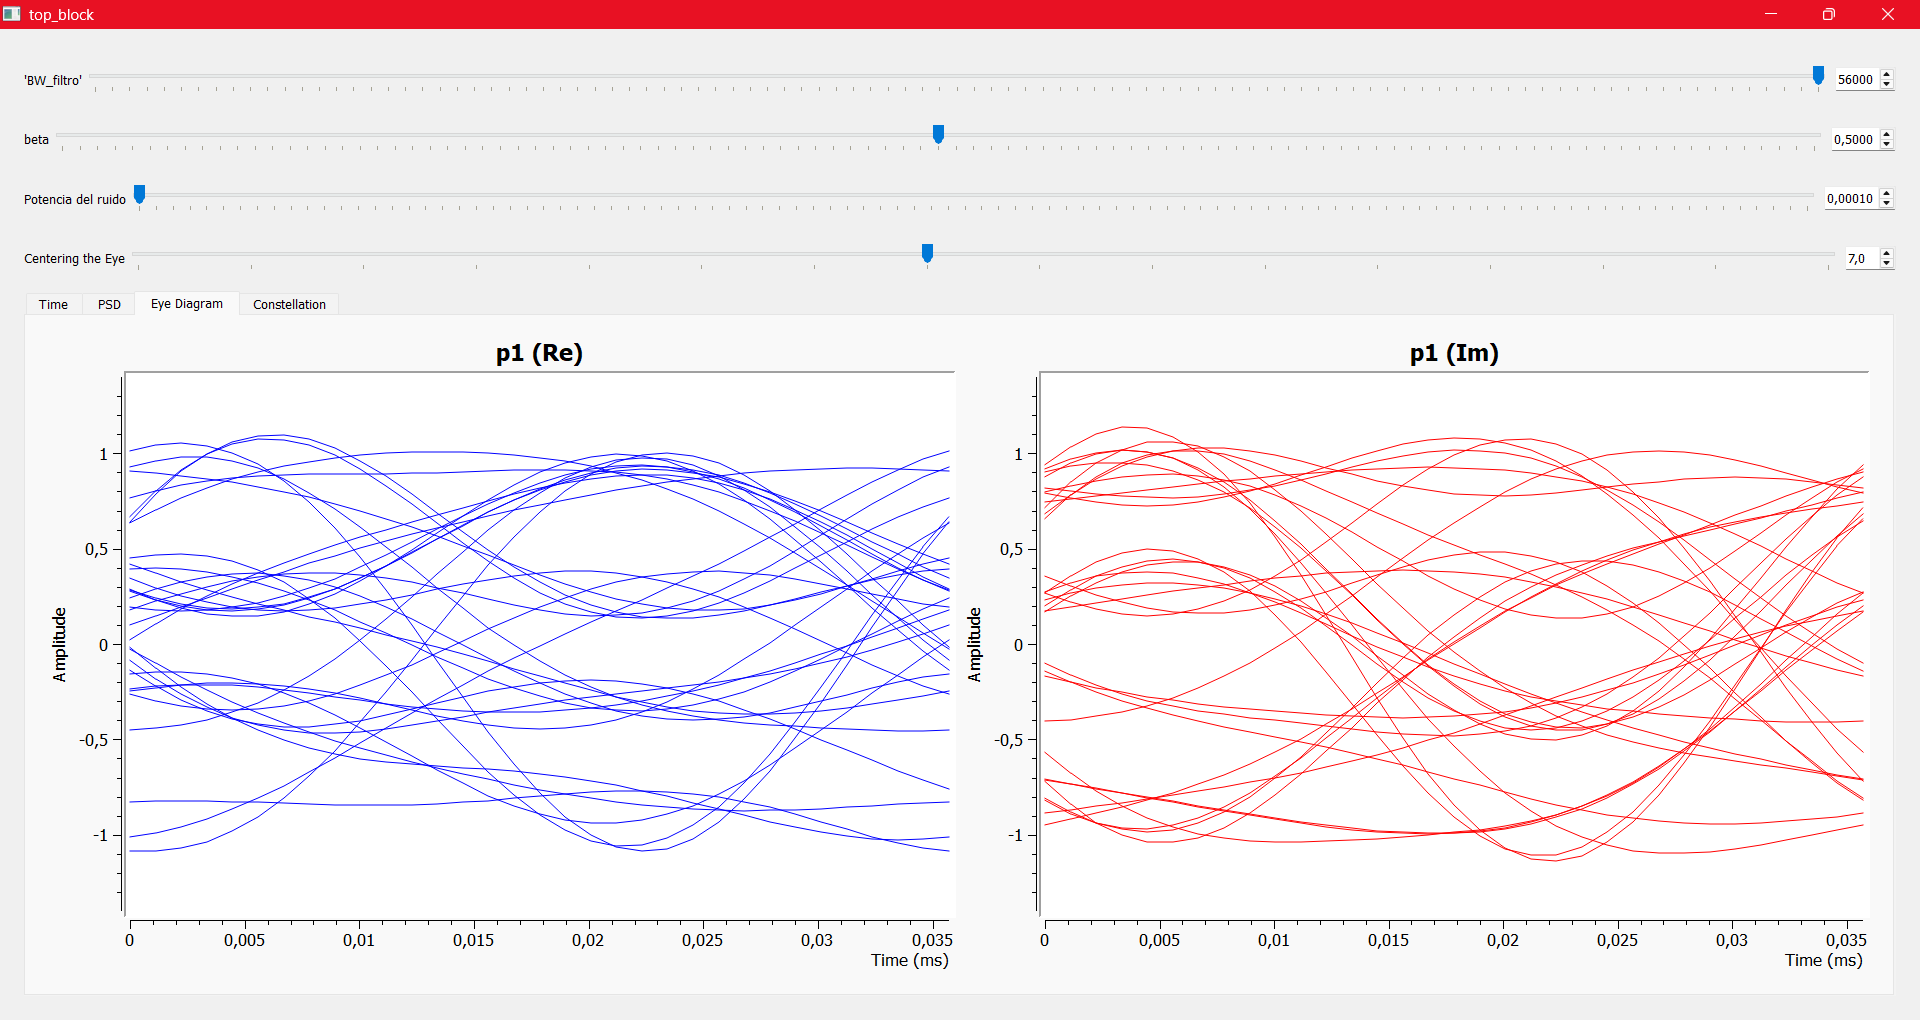 top_block
'BW_filtro' 56000
beta 0,5000
Potencia del ruido 0,00010
Centering the Eye 7,0
Time PSD Eye Diagram Constellation
p1 (Re)
Amplitude
1
0,5
0
-0,5
-1
0 0,005 0,01 0,015 0,02 0,025 0,03 0,035
Time (ms)
p1 (Im)
Amplitude
1
0,5
0
-0,5
-1
0 0,005 0,01 0,015 0,02 0,025 0,03 0,035
Time (ms)